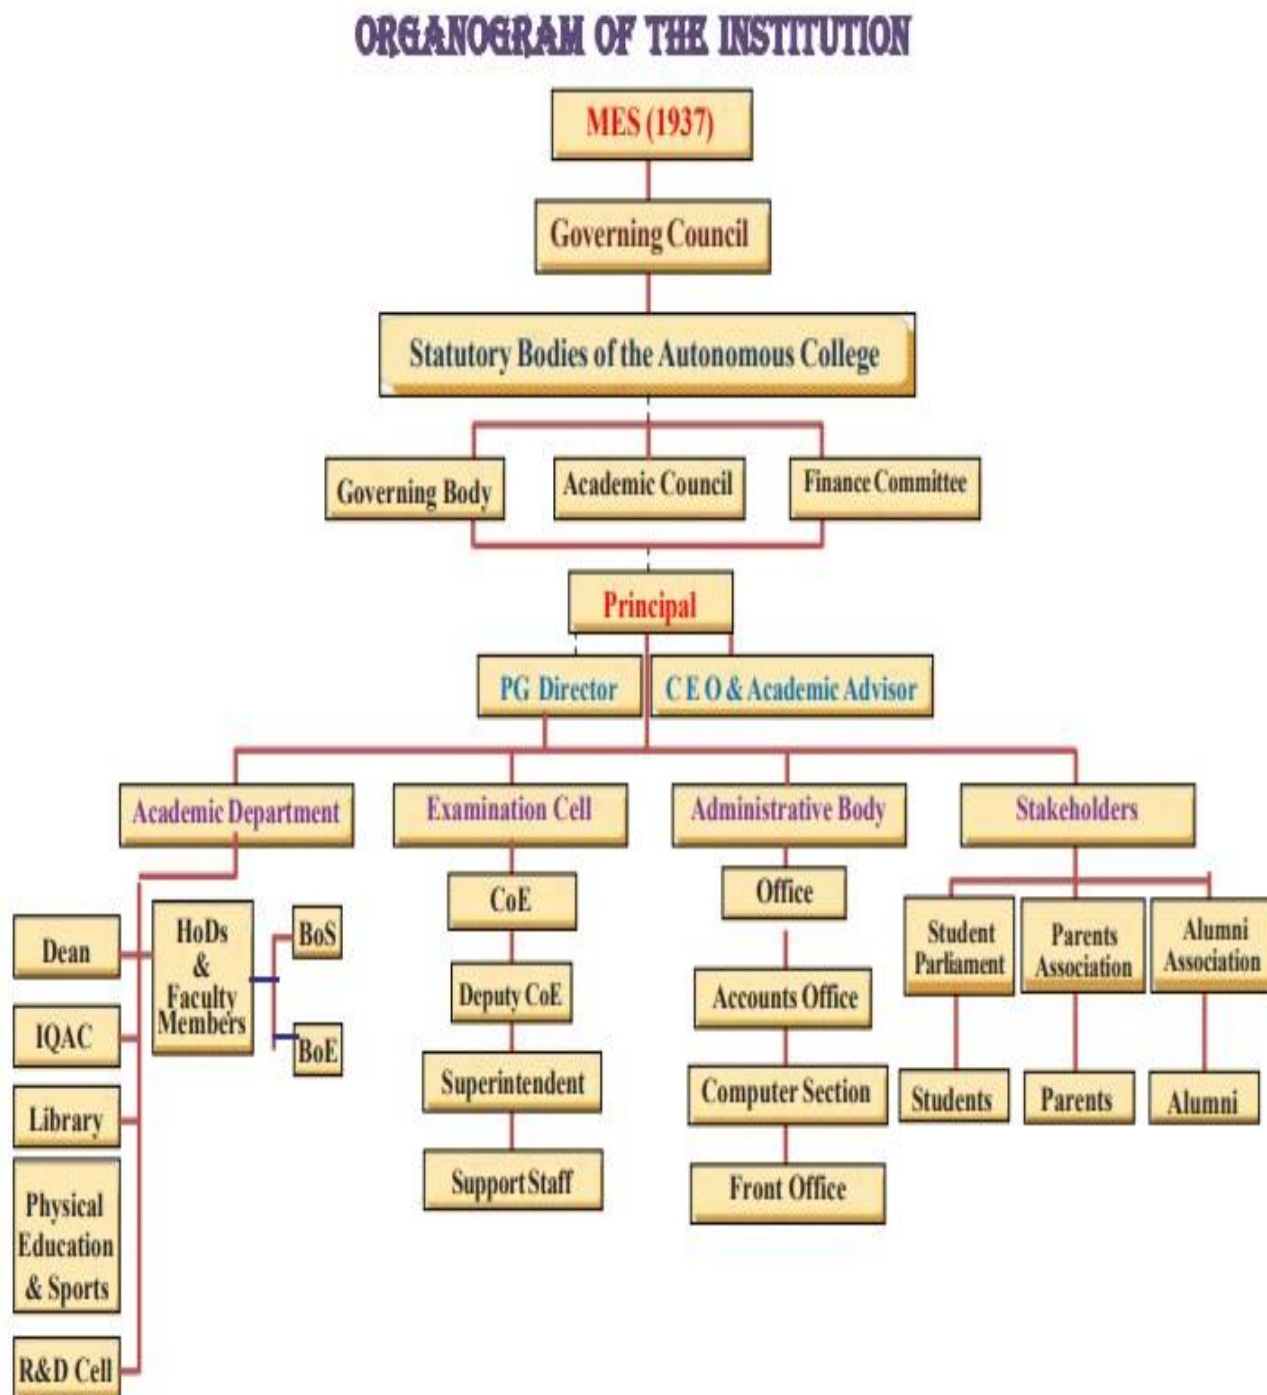 ORGANOGRAM OF THE INSTITUTION
MES (1937)
Governing Council
Statutory Bodies of the Autonomous College
Governing Body
Academic Council
Finance Committee
Principal
PG Director
C E O & Academic Advisor
Academic Department
Examination Cell
Administrative Body
Stakeholders
Dean
IQAC
Library
Physical
Education
& Sports
R&D Cell
HoDs
&
Faculty
Members
BoS
BoE
CoE
Deputy CoE
Superintendent
Support Staff
Office
Accounts Office
Computer Section
Front Office
Student
Parliament
Parents
Association
Alumni
Association
Students
Parents
Alumni